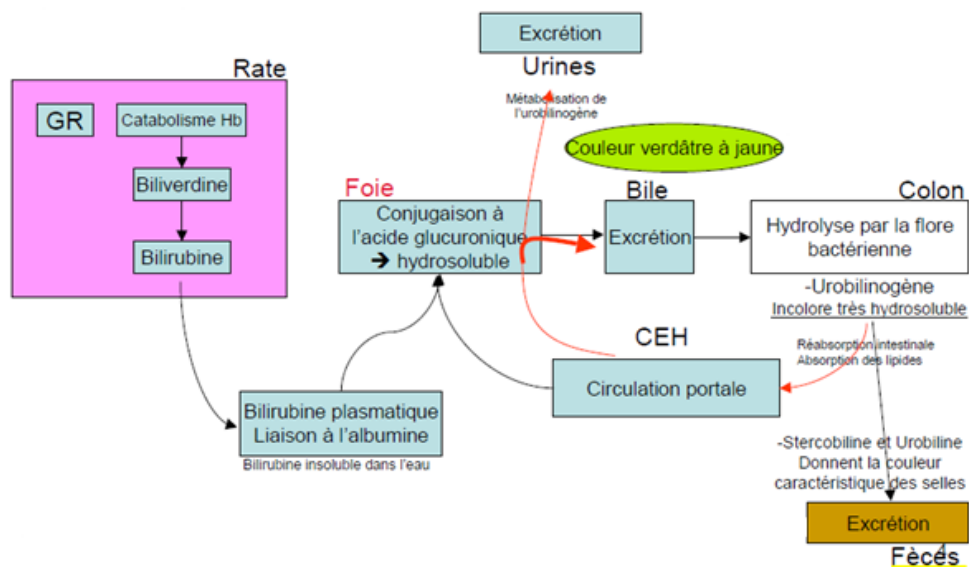 Excrétion
Urines
Rate
Métabolisation de
l'urobilinogène
GR
Catabolisme Hb
Couleur verdâtre à jaune
Biliverdine
Foie
Bile
Colon
Conjugaison à
l'acide glucuronique
➔ hydrosoluble
Excrétion
Hydrolyse par la flore
bactérienne
Bilirubine
-Urobilinogène
Incolore très hydrosoluble
CEH
Réabsorption intestinale
Absorption des lipides
Circulation portale
Bilirubine plasmatique
Liaison à l'albumine
Bilirubine insoluble dans l'eau
-Stercobiline et Urobiline
Donnent la couleur
caractéristique des selles
Excrétion
Fècés
4